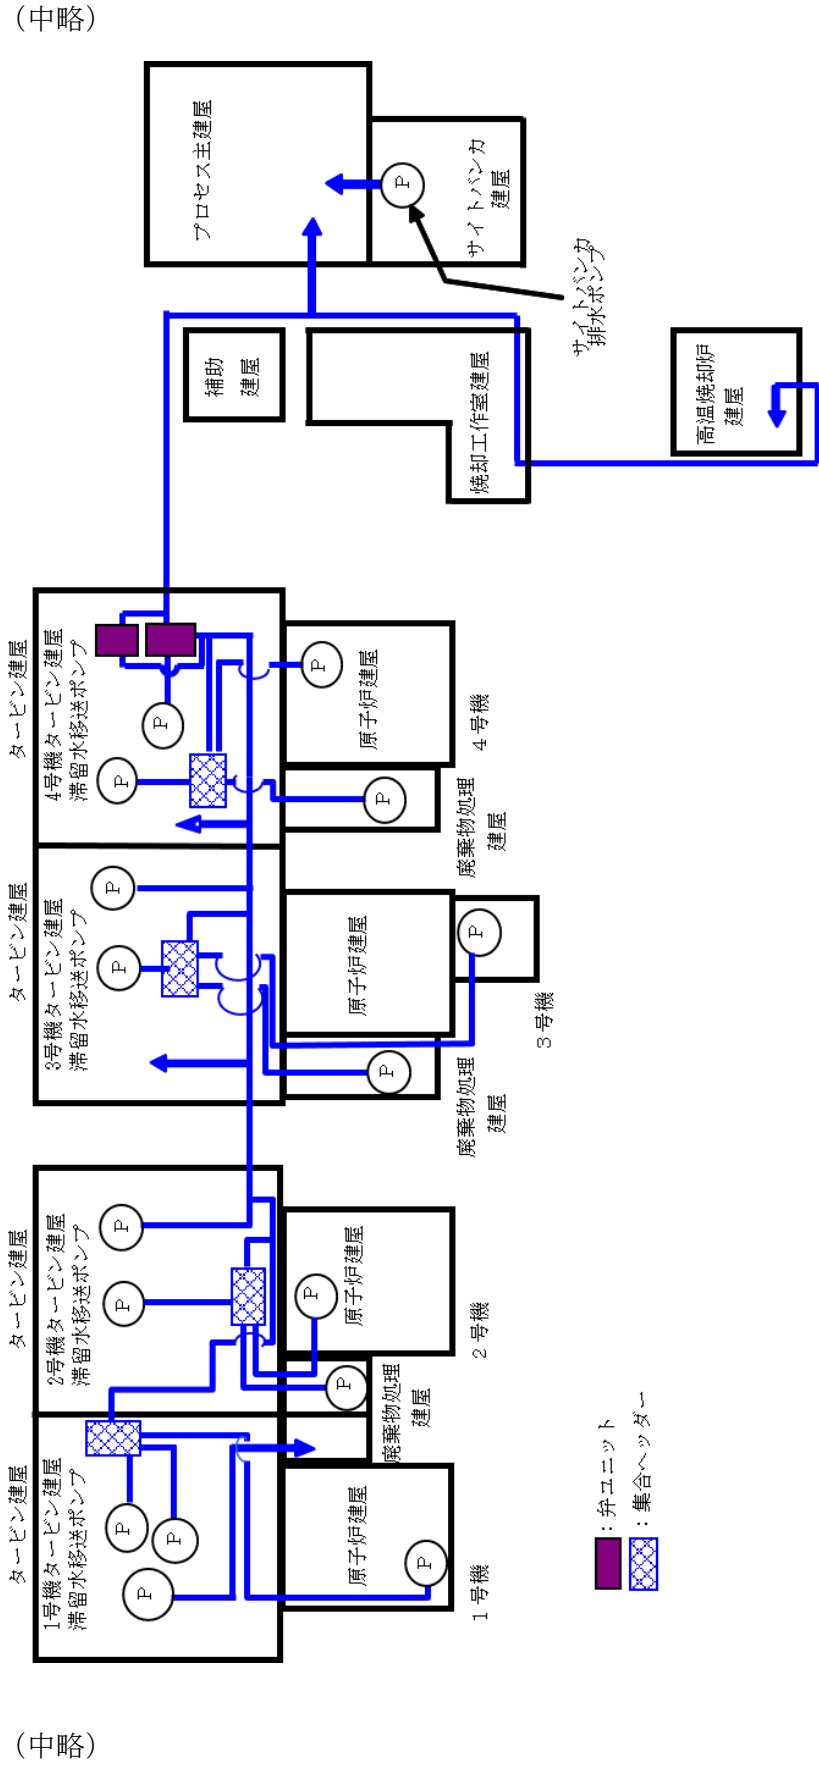 （中略）
プロセス主建屋
サイトバンカ
建屋
P
サイトバンカ
排水ポンプ
補助
建屋
焼却工作室建屋
高温焼却炉
建屋
タービン建屋
4号機タービン建屋
滞留水移送ポンプ
P
P
P
原子炉建屋
４号機
P
廃棄物処理
建屋
タービン建屋
3号機タービン建屋
滞留水移送ポンプ
P
P
原子炉建屋
P
３号機
P
廃棄物処理
建屋
タービン建屋
2号機タービン建屋
滞留水移送ポンプ
P
P
P
原子炉建屋
２号機
P
廃棄物処理
建屋
タービン建屋
1号機タービン建屋
滞留水移送ポンプ
P
P
P
原子炉建屋
P
１号機
：弁ユニット
：集合ヘッダー
（中略）